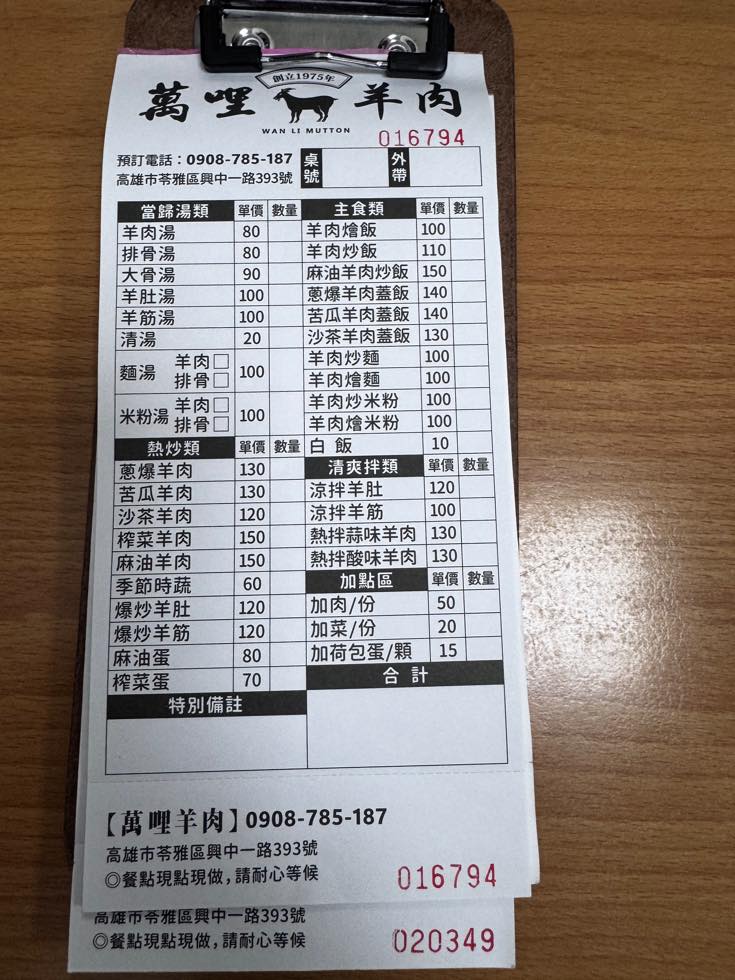 創立1975年
萬哩 羊肉
WAN LI MUTTON
016794
預訂電話：0908-785-187
高雄市苓雅區興中一路393號
桌號
外帶
當歸湯類 單價 數量
羊肉湯 80
排骨湯 80
大骨湯 90
羊肚湯 100
羊筋湯 100
清湯 20
麵湯 羊肉□ 排骨□ 100
米粉湯 羊肉□ 排骨□ 100
熱炒類 單價 數量
蔥爆羊肉 130
苦瓜羊肉 130
沙茶羊肉 120
榨菜羊肉 150
麻油羊肉 150
季節時蔬 60
爆炒羊肚 120
爆炒羊筋 120
麻油蛋 80
榨菜蛋 70
特別備註
主食類 單價 數量
羊肉燴飯 100
羊肉炒飯 110
麻油羊肉炒飯 150
蔥爆羊肉蓋飯 140
苦瓜羊肉蓋飯 140
沙茶羊肉蓋飯 130
羊肉炒麵 100
羊肉燴麵 100
羊肉炒米粉 100
羊肉燴米粉 100
白 飯 10
清爽拌類 單價 數量
涼拌羊肚 120
涼拌羊筋 100
熱拌蒜味羊肉 130
熱拌酸味羊肉 130
加點區 單價 數量
加肉/份 50
加菜/份 20
加荷包蛋/顆 15
合 計
【萬哩羊肉】0908-785-187
高雄市苓雅區興中一路393號
◎餐點現點現做，請耐心等候
016794
高雄市苓雅區興中一路393號
◎餐點現點現做，請耐心等候
020349